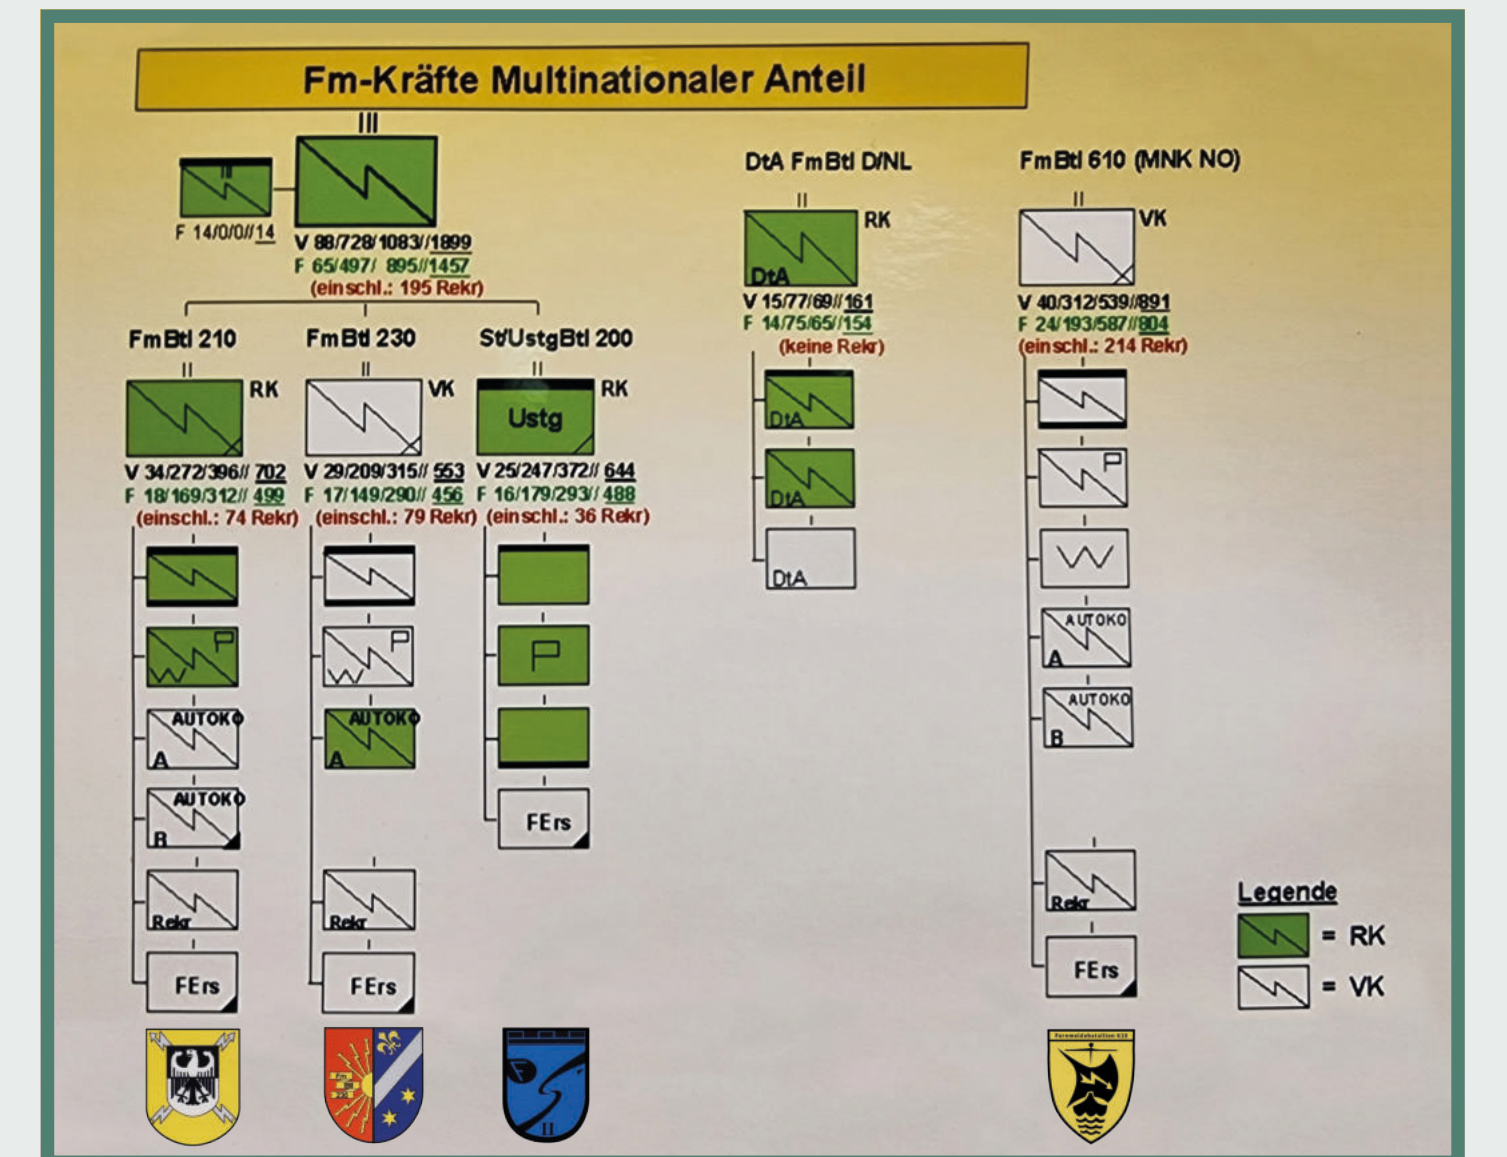 Fm-Kräfte Multinationaler Anteil
III
III
F 14/0/0//14
V 88/728/1083//1899
F 65/497/ 895//1457
(einschl.: 195 Rekr)
DtA FmBtl D/NL
II
RK
DtA
V 15/77/69//161
F 14/75/65//154
(keine Rekr)
I
DtA
I
DtA
I
DtA
FmBtl 610 (MNK NO)
II
VK
V 40/312/539//891
F 24/193/587//804
(einschl.: 214 Rekr)
I
I
P
I
W
I
AUTOKO
A
I
AUTOKO
B
I
Rekr
I
FErs
FmBtl 210
II
RK
V 34/272/396// 702
F 18/169/312// 499
(einschl.: 74 Rekr)
I
I
P
W
I
AUTOKO
A
I
AUTOKO
B
I
Rekr
I
FErs
FmBtl 230
II
VK
V 29/209/315// 553
F 17/149/290// 456
(einschl.: 79 Rekr)
I
I
P
W
I
AUTOKO
A
I
Rekr
I
FErs
St/UstgBtl 200
II
RK
Ustg
V 25/247/372// 644
F 16/179/293// 488
(einschl.: 36 Rekr)
I
I
P
I
I
FErs
Legende
= RK
= VK
Fm
Btl
230
F
II
Fernmeldebataillon 610